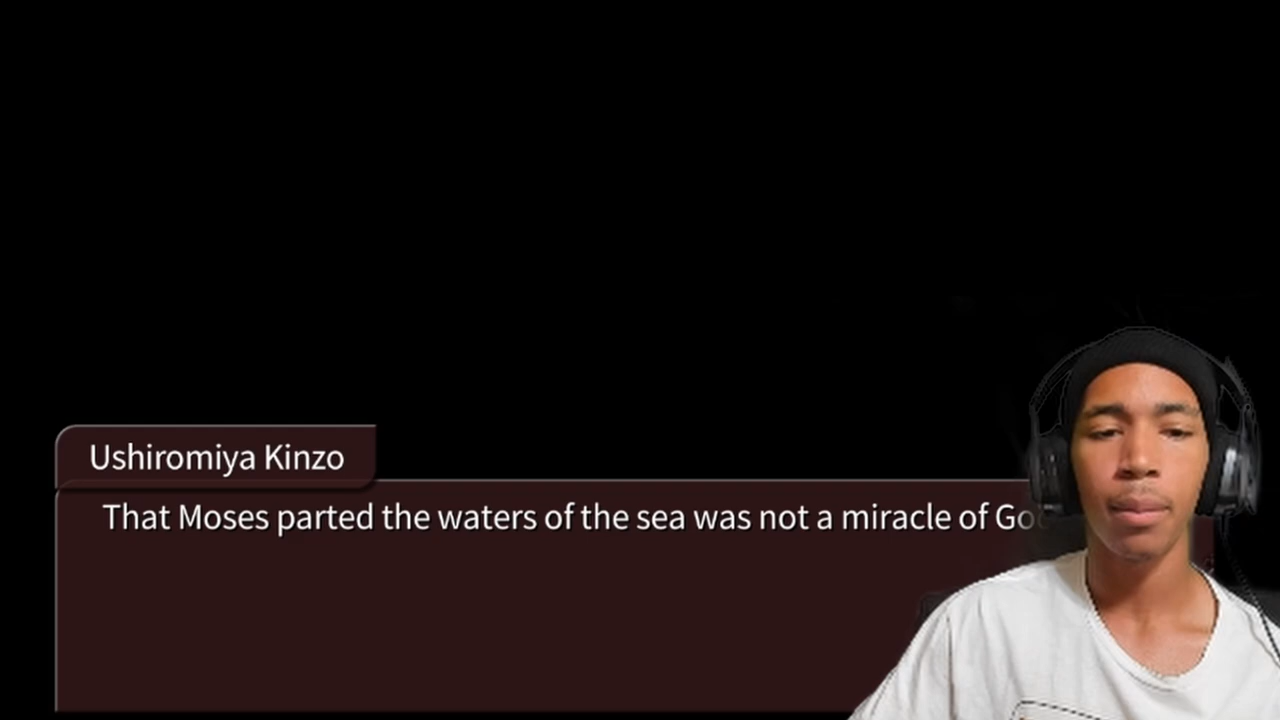 Ushiromiya Kinzo
That Moses parted the waters of the sea was not a miracle of